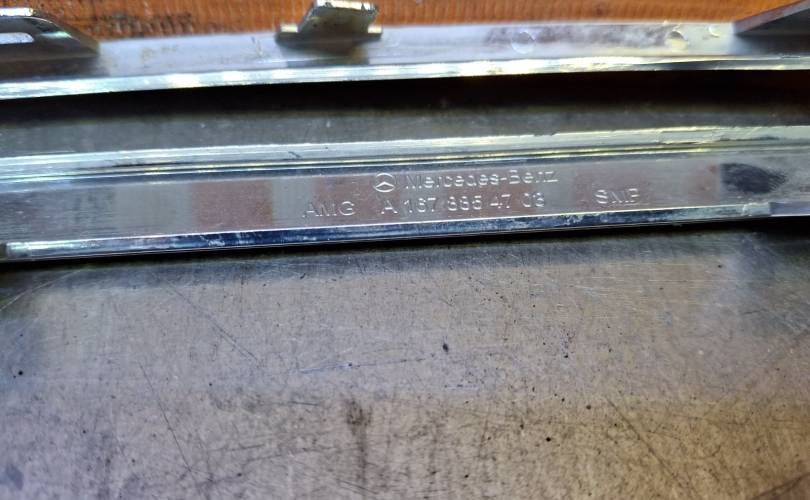 Mercedes-Benz
AMG A 167 885 47 03 SMP